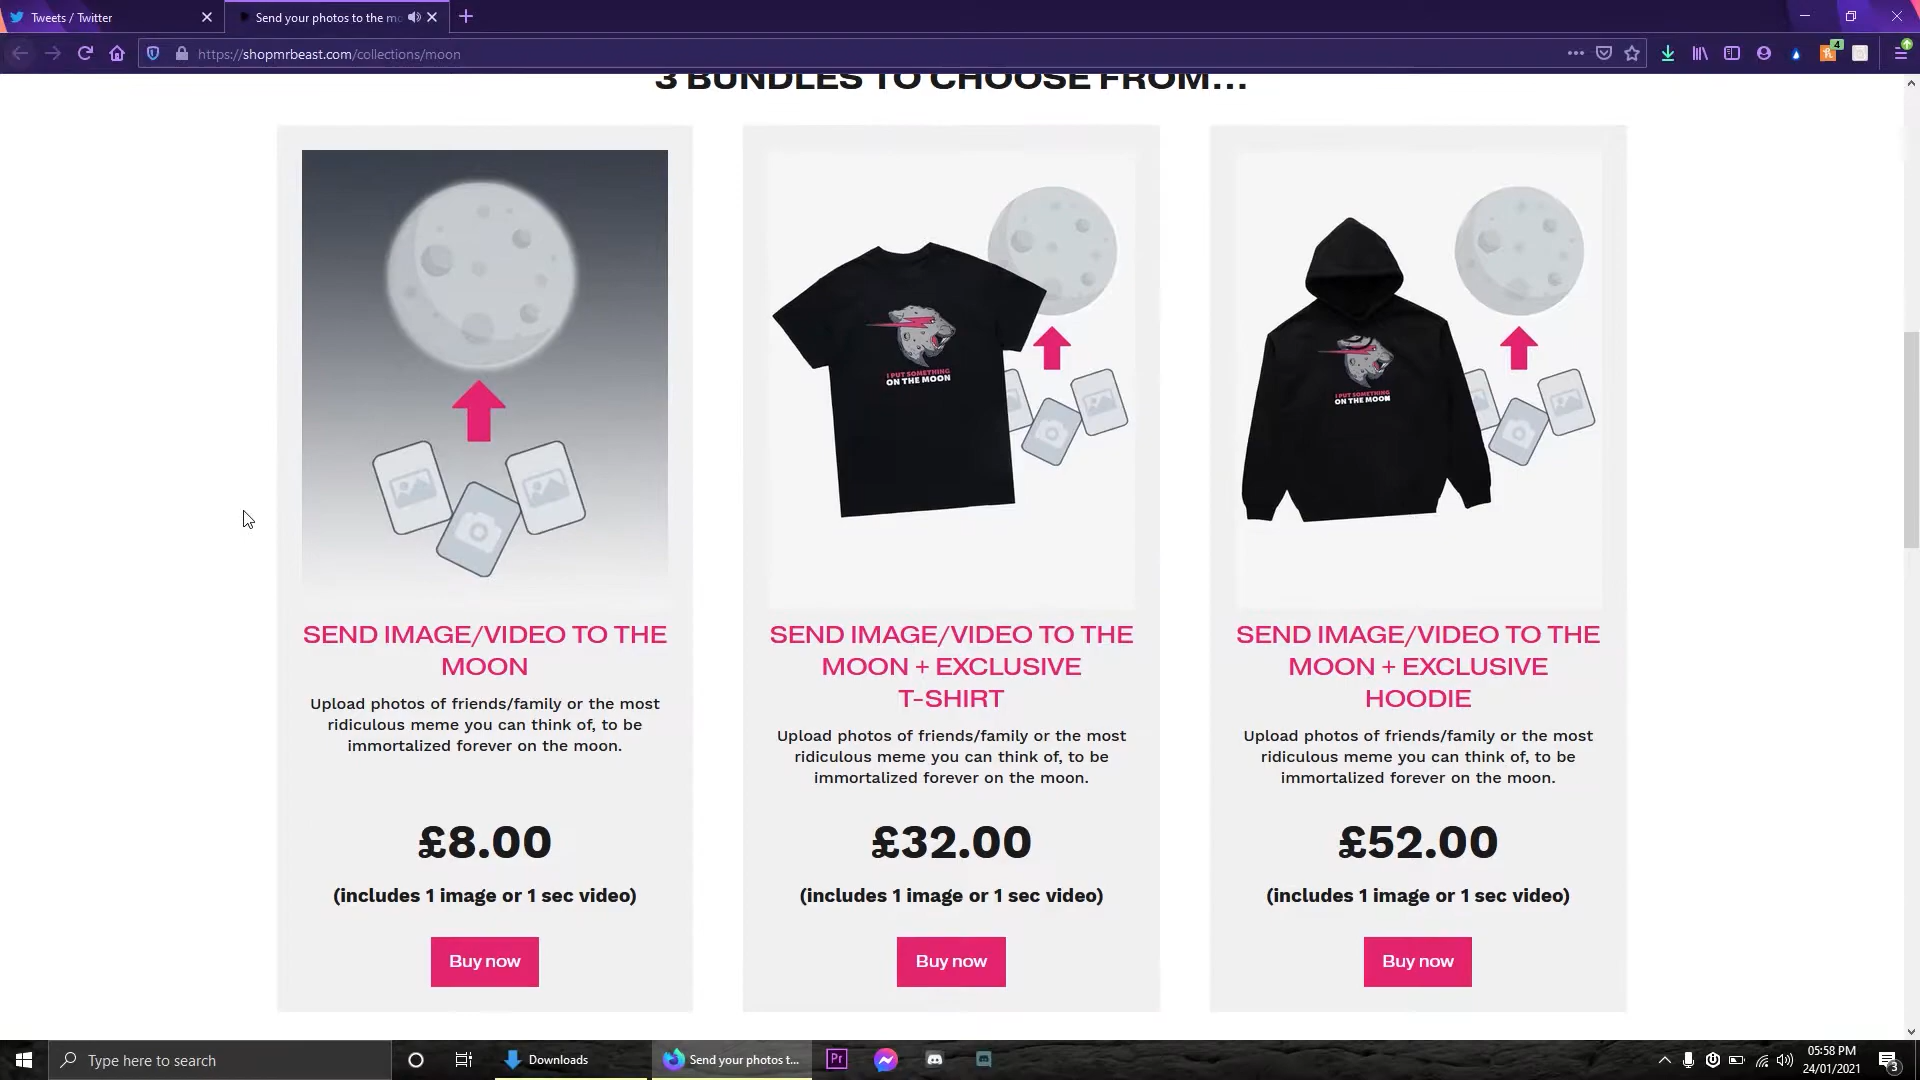 Tweets / Twitter
Send your photos to the mo
https://shopmrbeast.com/collections/moon
4
3 BUNDLES TO CHOOSE FROM...
I PUT SOMETHING
ON THE MOON
I PUT SOMETHING
ON THE MOON
SEND IMAGE/VIDEO TO THE
MOON
Upload photos of friends/family or the most
ridiculous meme you can think of, to be
immortalized forever on the moon.
£8.00
(includes 1 image or 1 sec video)
Buy now
SEND IMAGE/VIDEO TO THE
MOON + EXCLUSIVE
T-SHIRT
Upload photos of friends/family or the most
ridiculous meme you can think of, to be
immortalized forever on the moon.
£32.00
(includes 1 image or 1 sec video)
Buy now
SEND IMAGE/VIDEO TO THE
MOON + EXCLUSIVE
HOODIE
Upload photos of friends/family or the most
ridiculous meme you can think of, to be
immortalized forever on the moon.
£52.00
(includes 1 image or 1 sec video)
Buy now
Type here to search
Downloads
Send your photos t...
Pr
05:58 PM
24/01/2021
3